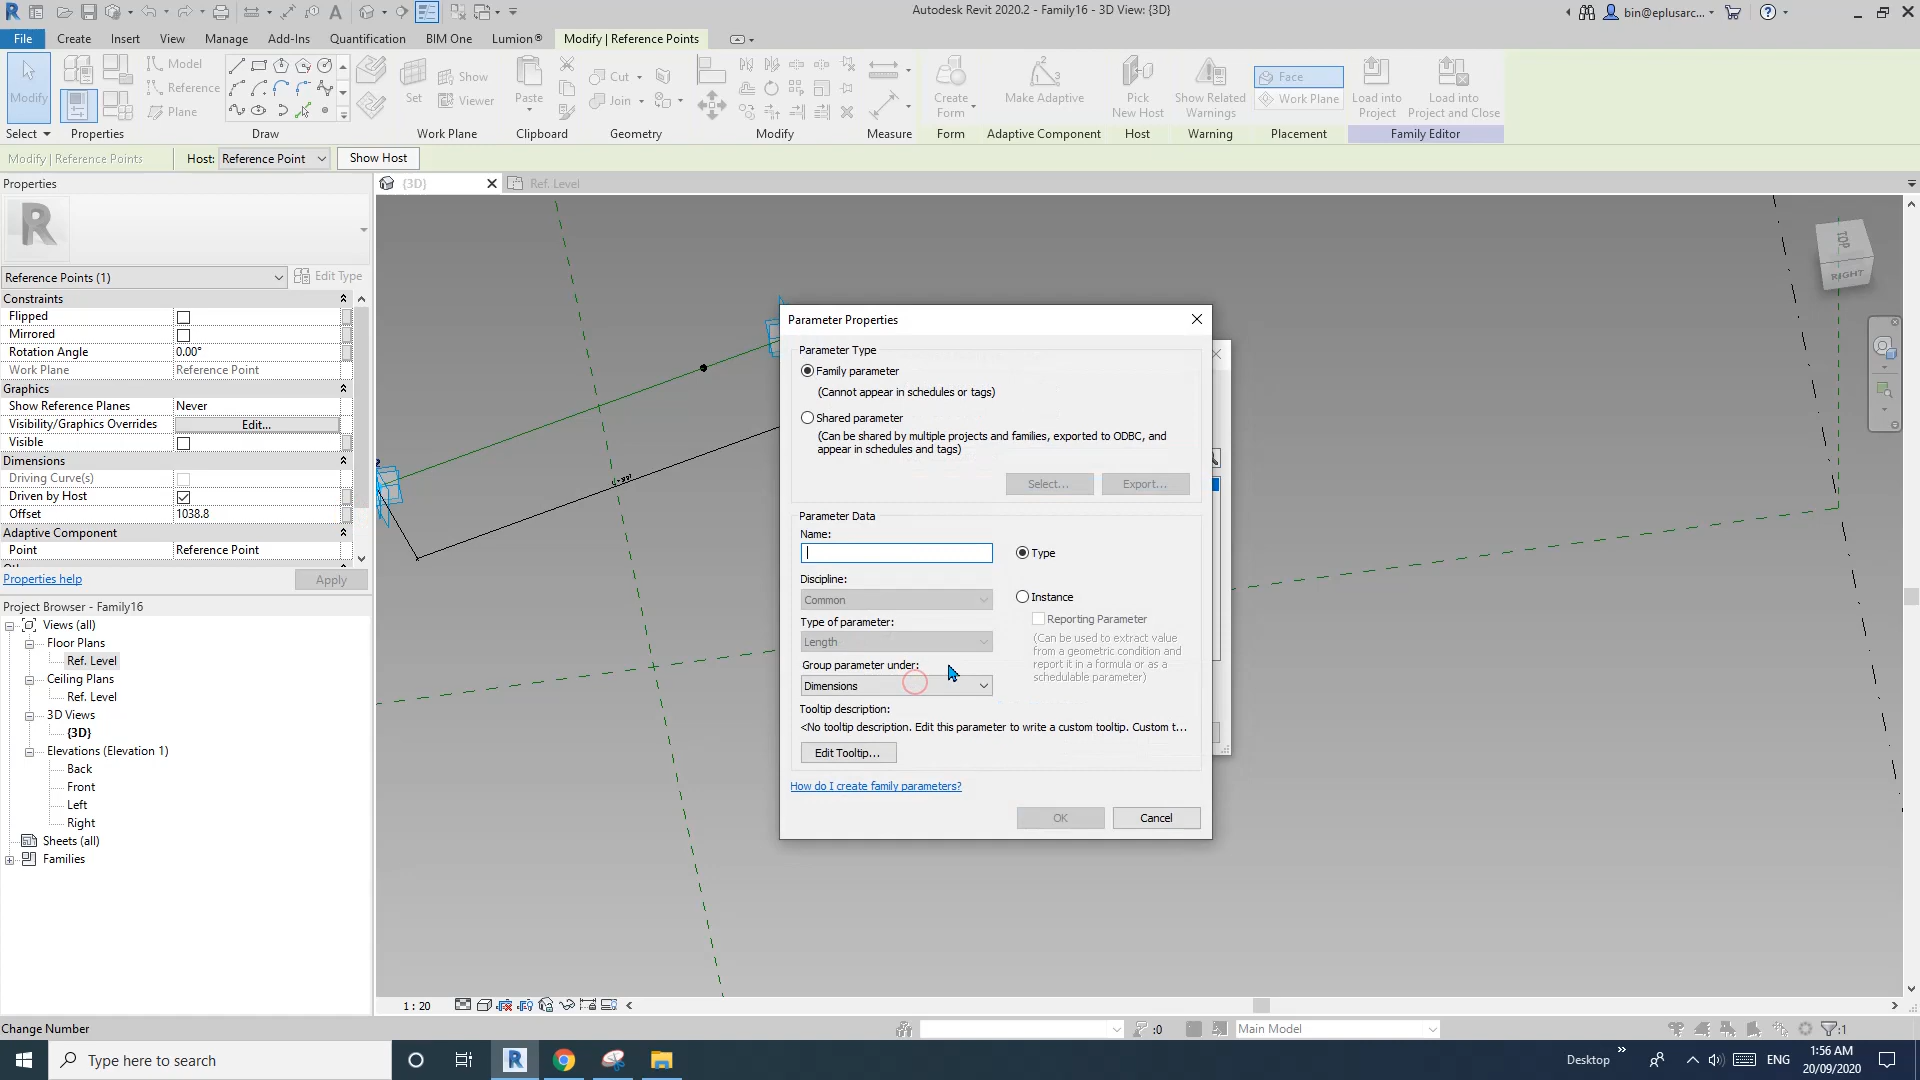 Autodesk Revit 2020.2 - Family16 - 3D View: {3D}
bin@eplusarc...
File Create Insert View Manage Add-Ins Quantification BIM One Lumion® Modify | Reference Points
Modify
Model
Reference
Plane
Set
Show
Viewer
Paste
Cut
Join
Create
Form
Make Adaptive
Pick
New Host
Show Related
Warnings
Face
Work Plane
Load into
Project
Load into
Project and Close
Select Properties Draw Work Plane Clipboard Geometry Modify Measure Form Adaptive Component Host Warning Placement Family Editor
Modify | Reference Points Host: Reference Point Show Host
Properties
{3D}
Ref. Level
R
Reference Points (1) Edit Type
Constraints
Flipped
Mirrored
Rotation Angle 0.00°
Work Plane Reference Point
Graphics
Show Reference Planes Never
Visibility/Graphics Overrides Edit...
Visible
Dimensions
Driving Curve(s)
Driven by Host
Offset 1038.8
Adaptive Component
Point Reference Point
Properties help Apply
Project Browser - Family16
Views (all)
Floor Plans
Ref. Level
Ceiling Plans
Ref. Level
3D Views
{3D}
Elevations (Elevation 1)
Back
Front
Left
Right
Sheets (all)
Families
TOP
RIGHT
Parameter Properties
Parameter Type
Family parameter
(Cannot appear in schedules or tags)
Shared parameter
(Can be shared by multiple projects and families, exported to ODBC, and
appear in schedules and tags)
Select... Export...
Parameter Data
Name:
Type
Discipline:
Common
Instance
Type of parameter:
Reporting Parameter
Length
(Can be used to extract value
from a geometric condition and
report it in a formula or as a
schedulable parameter)
Group parameter under:
Dimensions
Tooltip description:
<No tooltip description. Edit this parameter to write a custom tooltip. Custom t...
Edit Tooltip...
How do I create family parameters?
OK Cancel
1 : 20
Change Number
:0
Main Model
:1
Type here to search
Desktop
ENG
1:56 AM
20/09/2020